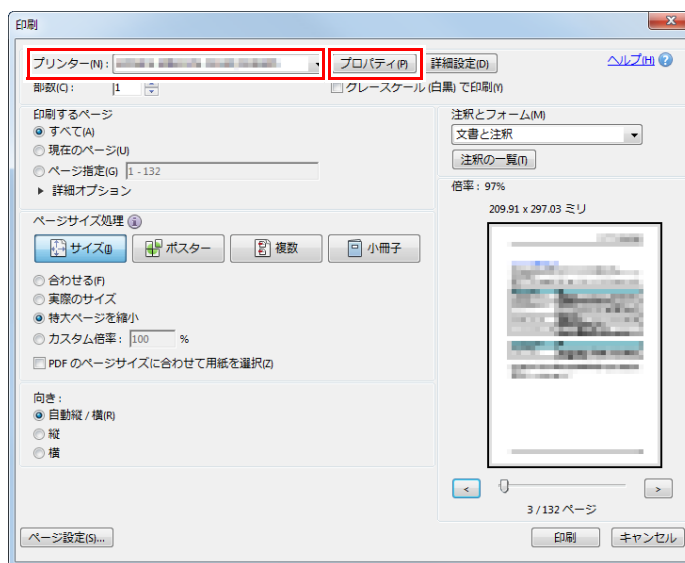 印刷
プリンター(N):
プロパティ(P)
詳細設定(D)
ヘルプ(H)
部数(C): 1
グレースケール (白黒) で印刷(Y)
印刷するページ
すべて(A)
現在のページ(U)
ページ指定(G) 1 - 132
詳細オプション
ページサイズ処理
サイズ(I)
ポスター
複数
小冊子
合わせる(F)
実際のサイズ
特大ページを縮小
カスタム倍率: 100 %
PDF のページサイズに合わせて用紙を選択(Z)
向き:
自動縦 / 横(R)
縦
横
注釈とフォーム(M)
文書と注釈
注釈の一覧(T)
倍率: 97%
209.91 x 297.03 ミリ
< >
3 / 132 ページ
ページ設定(S)...
印刷
キャンセル